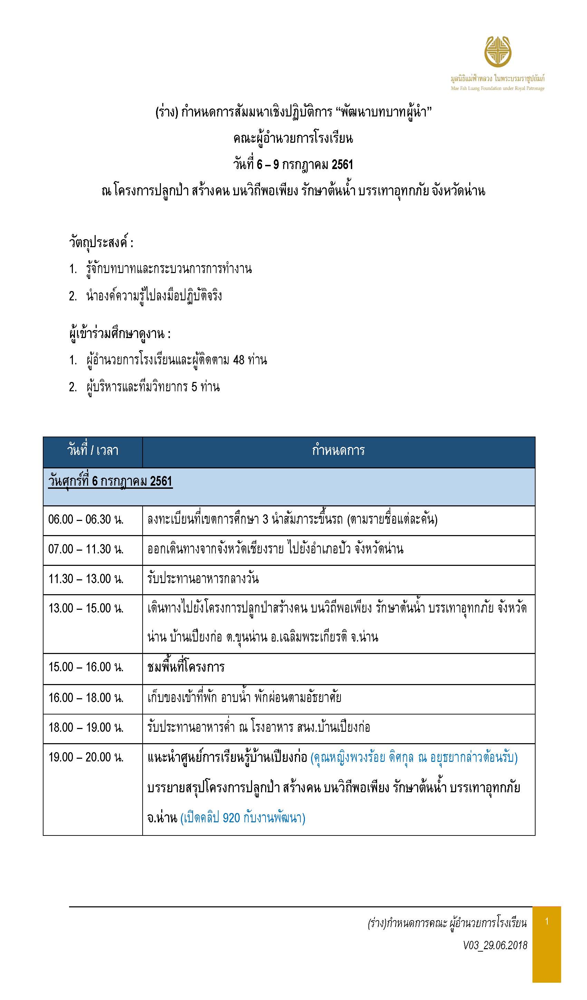 มูลนิธิแม่ฟ้าหลวง ในพระบรมราชูปถัมภ์
Mae Fah Luang Foundation under Royal Patronage
(ร่าง) กำหนดการสัมมนาเชิงปฏิบัติการ “พัฒนาบทบาทผู้นำ”
คณะผู้อำนวยการโรงเรียน
วันที่ 6 – 9 กรกฎาคม 2561
ณ โครงการปลูกป่า สร้างคน บนวิถีพอเพียง รักษาต้นน้ำ บรรเทาอุทกภัย จังหวัดน่าน
วัตถุประสงค์ :
1. รู้จักบทบาทและกระบวนการการทำงาน
2. นำองค์ความรู้ไปลงมือปฏิบัติจริง
ผู้เข้าร่วมศึกษาดูงาน :
1. ผู้อำนวยการโรงเรียนและผู้ติดตาม 48 ท่าน
2. ผู้บริหารและทีมวิทยากร 5 ท่าน
วันที่ / เวลา กำหนดการ
วันศุกร์ที่ 6 กรกฎาคม 2561
06.00 – 06.30 น. ลงทะเบียนที่เขตการศึกษา 3 นำสัมภาระขึ้นรถ (ตามรายชื่อแต่ละคัน)
07.00 – 11.30 น. ออกเดินทางจากจังหวัดเชียงราย ไปยังอำเภอปัว จังหวัดน่าน
11.30 – 13.00 น. รับประทานอาหารกลางวัน
13.00 – 15.00 น. เดินทางไปยังโครงการปลูกป่าสร้างคน บนวิถีพอเพียง รักษาต้นน้ำ บรรเทาอุทกภัย จังหวัด
น่าน บ้านเปียงก่อ ต.ขุนน่าน อ.เฉลิมพระเกียรติ จ.น่าน
15.00 – 16.00 น. ชมพื้นที่โครงการ
16.00 – 18.00 น. เก็บของเข้าที่พัก อาบน้ำ พักผ่อนตามอัธยาศัย
18.00 – 19.00 น. รับประทานอาหารค่ำ ณ โรงอาหาร สนง.บ้านเปียงก่อ
19.00 – 20.00 น. แนะนำศูนย์การเรียนรู้บ้านเปียงก่อ (คุณหญิงพวงร้อย ดิศกุล ณ อยุธยากล่าวต้อนรับ)
บรรยายสรุปโครงการปลูกป่า สร้างคน บนวิถีพอเพียง รักษาต้นน้ำ บรรเทาอุทกภัย
จ.น่าน (เปิดคลิป 920 กับงานพัฒนา)
(ร่าง)กำหนดการคณะ ผู้อำนวยการโรงเรียน 1
V03_29.06.2018